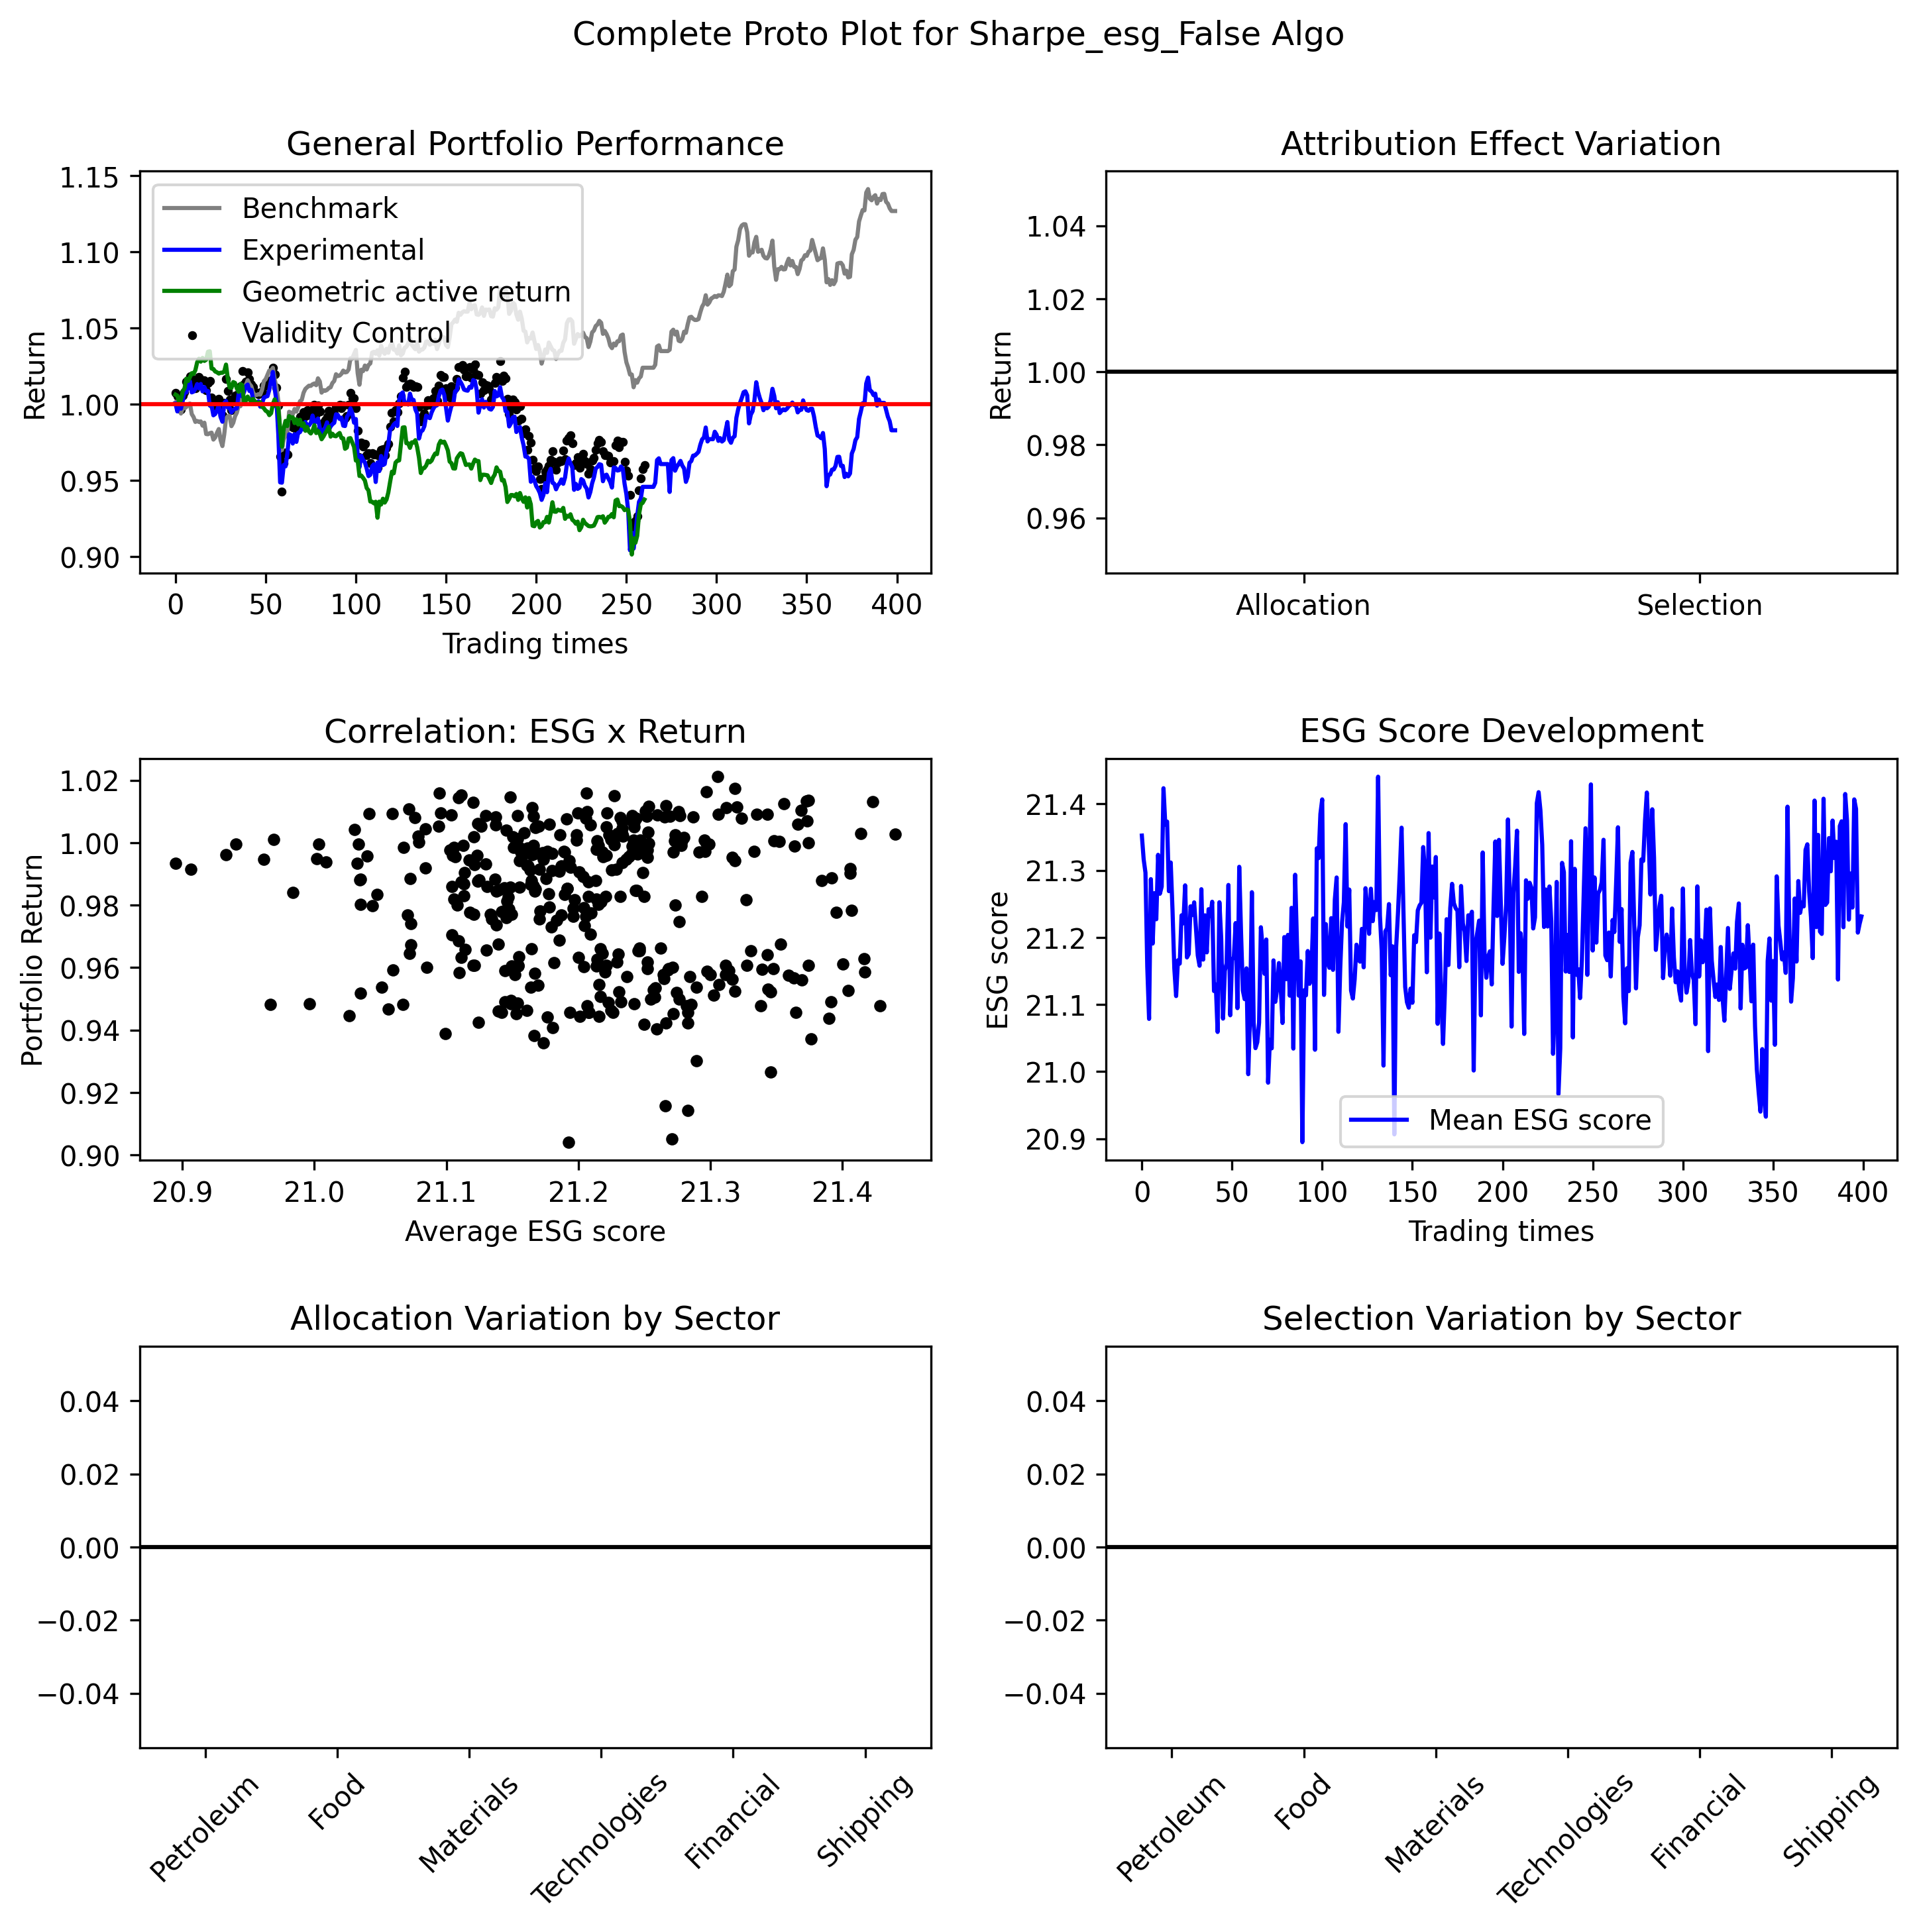 Complete Proto Plot for Sharpe_esg_False Algo
General Portfolio Performance
1.15
1.10
1.05
1.00
0.95
0.90
Return
Benchmark
Experimental
Geometric active return
Validity Control
0 50 100 150 200 250 300 350 400
Trading times
Attribution Effect Variation
1.04
1.02
1.00
0.98
0.96
Return
Allocation Selection
Correlation: ESG x Return
1.02
1.00
0.98
0.96
0.94
0.92
0.90
Portfolio Return
20.9 21.0 21.1 21.2 21.3 21.4
Average ESG score
ESG Score Development
21.4
21.3
21.2
21.1
21.0
20.9
ESG score
Mean ESG score
0 50 100 150 200 250 300 350 400
Trading times
Allocation Variation by Sector
0.04
0.02
0.00
−0.02
−0.04
Petroleum
Food
Materials
Technologies
Financial
Shipping
Selection Variation by Sector
0.04
0.02
0.00
−0.02
−0.04
Petroleum
Food
Materials
Technologies
Financial
Shipping